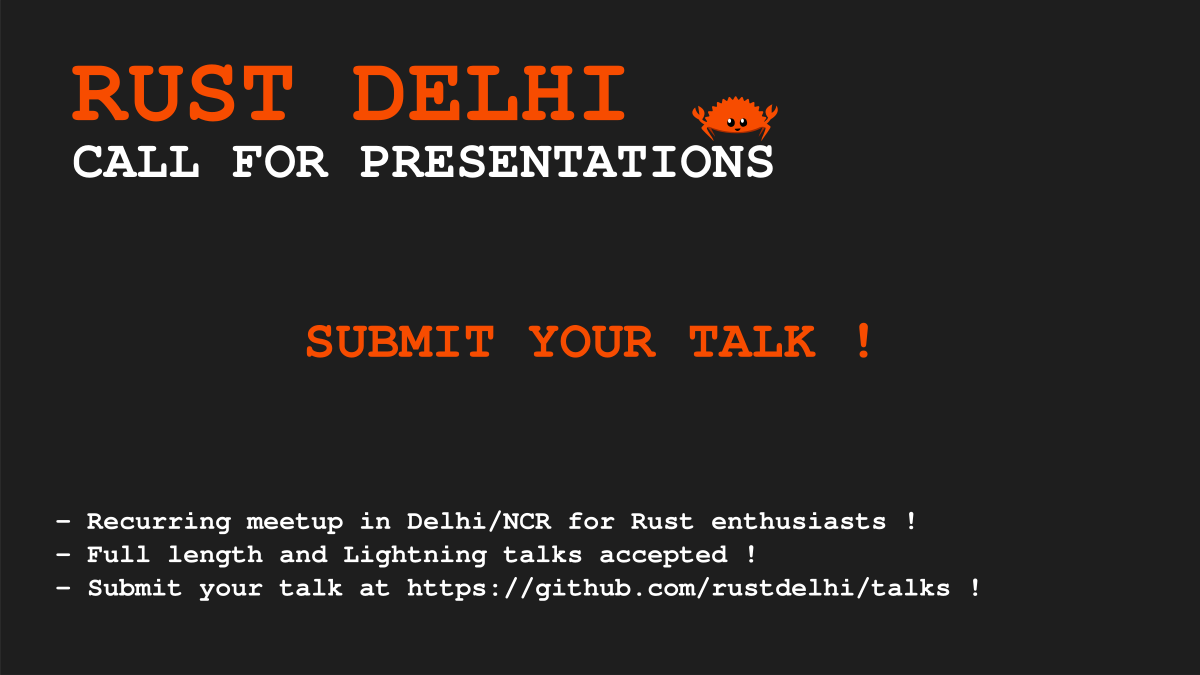 RUST DELHI
CALL FOR PRESENTATIONS
SUBMIT YOUR TALK !
– Recurring meetup in Delhi/NCR for Rust enthusiasts !
– Full length and Lightning talks accepted !
– Submit your talk at https://github.com/rustdelhi/talks !